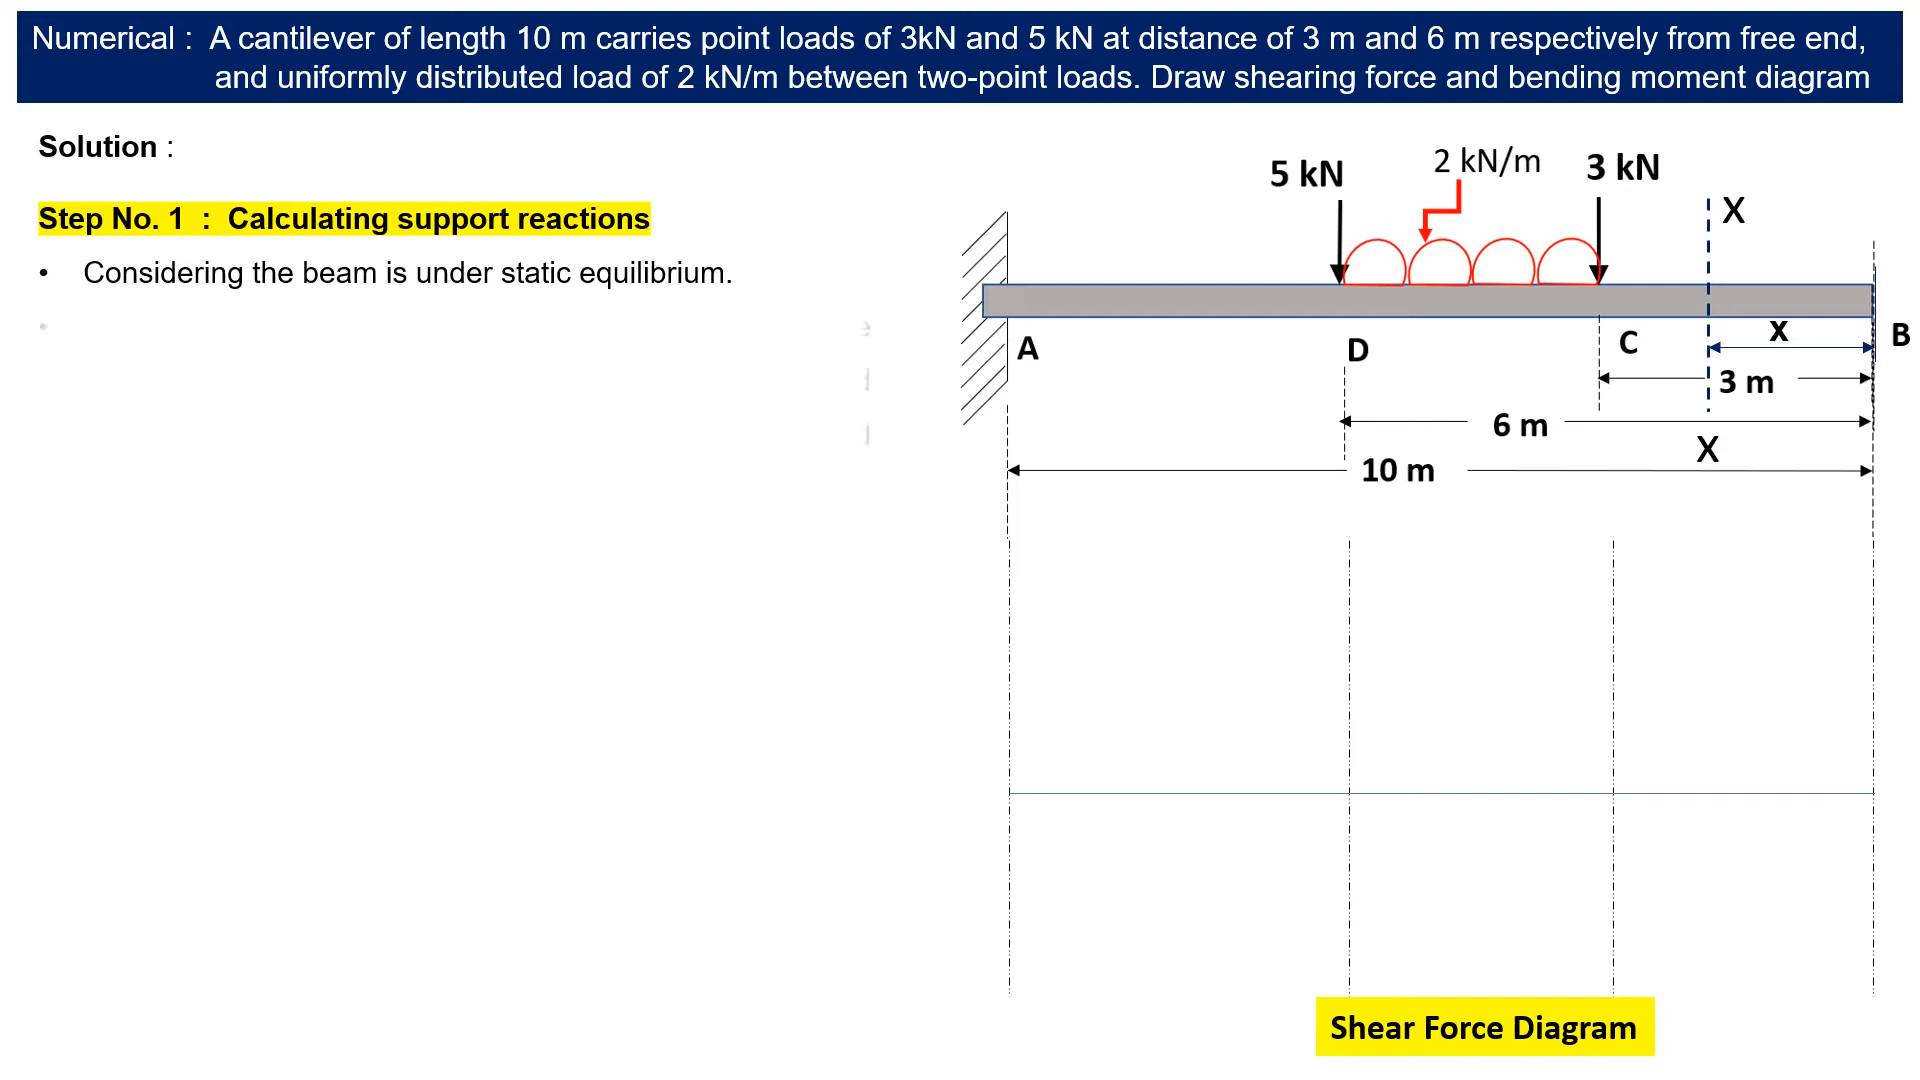 Numerical : A cantilever of length 10 m carries point loads of 3kN and 5 kN at distance of 3 m and 6 m respectively from free end,
and uniformly distributed load of 2 kN/m between two-point loads. Draw shearing force and bending moment diagram
Solution :
Step No. 1 : Calculating support reactions
• Considering the beam is under static equilibrium.
5 kN
2 kN/m
3 kN
X
A
D
C
x
B
3 m
6 m
X
10 m
Shear Force Diagram